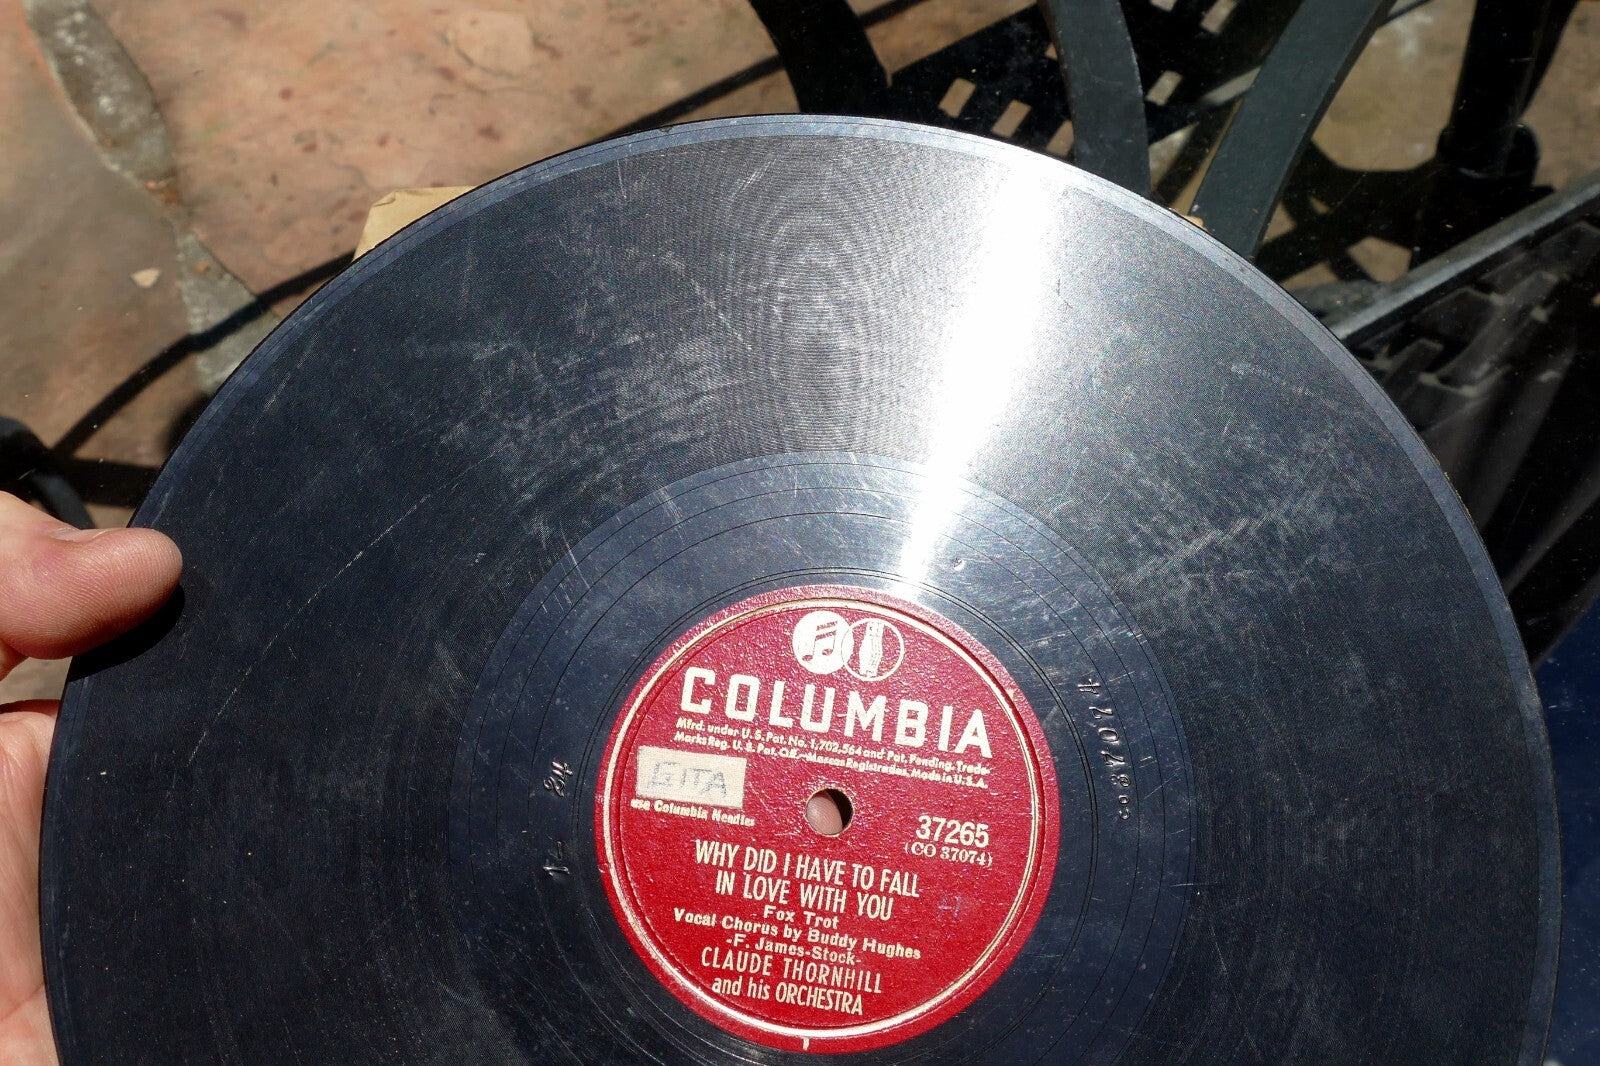 COLUMBIA
Mfrd. under U.S. Pat. No. 1,702,564 and Pat. Pending. Trade-
Marks Reg. U.S. Pat. Off.—Marcas Registradas. Made in U.S.A.
GITA
use Columbia Needles
37265
(CO 37074)
WHY DID I HAVE TO FALL
IN LOVE WITH YOU
-Fox Trot
Vocal Chorus by Buddy Hughes
-F. James-Stock-
CLAUDE THORNHILL
and his ORCHESTRA